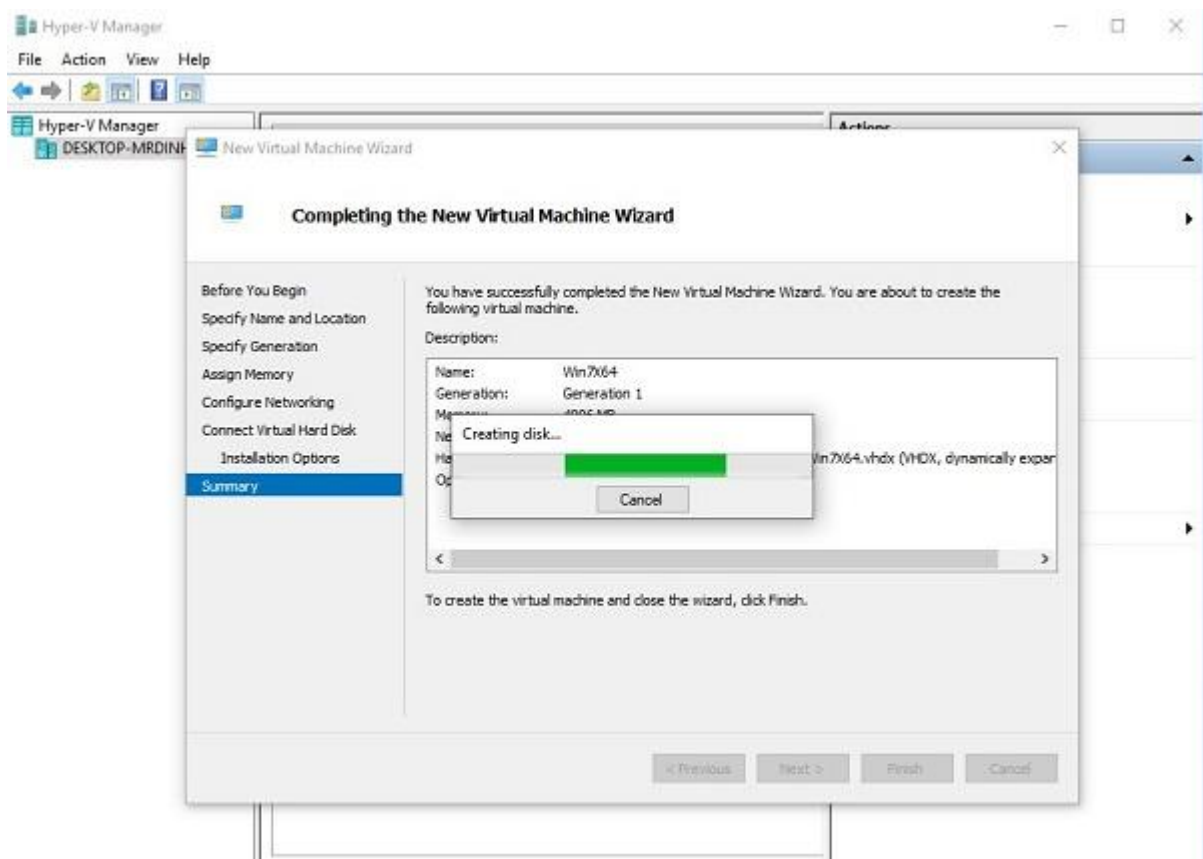 Hyper-V Manager
File Action View Help
Hyper-V Manager
DESKTOP-MRDINH
Actions
New Virtual Machine Wizard
Completing the New Virtual Machine Wizard
Before You Begin
Specify Name and Location
Specify Generation
Assign Memory
Configure Networking
Connect Virtual Hard Disk
Installation Options
Summary
You have successfully completed the New Virtual Machine Wizard. You are about to create the
following virtual machine.
Description:
Name: Win7X64
Generation: Generation 1
Creating disk...
Win7X64.vhdx (VHDX, dynamically expan
Cancel
To create the virtual machine and close the wizard, click Finish.
< Previous Next > Finish Cancel